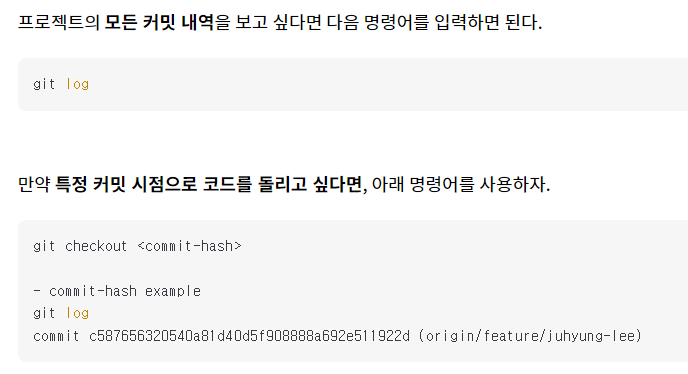 프로젝트의 모든 커밋 내역을 보고 싶다면 다음 명령어를 입력하면 된다.
git log
만약 특정 커밋 시점으로 코드를 돌리고 싶다면, 아래 명령어를 사용하자.
git checkout <commit-hash>
- commit-hash example
git log
commit c587656320540a81d40d5f908888a692e511922d (origin/feature/juhyung-lee)